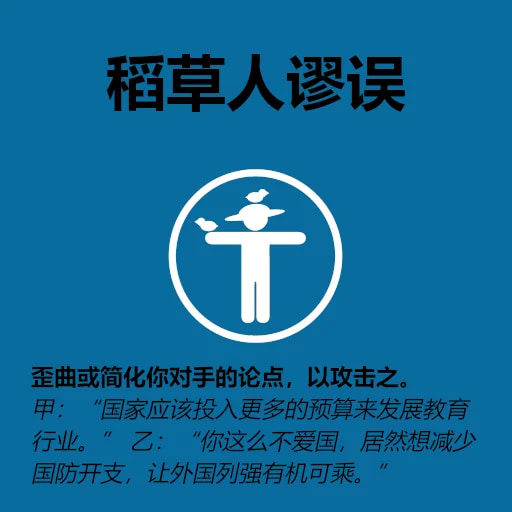 稻草人谬误
歪曲或简化你对手的论点，以攻击之。
甲：“国家应该投入更多的预算来发展教育
行业。” 乙：“你这么不爱国，居然想减少
国防开支，让外国列强有机可乘。”